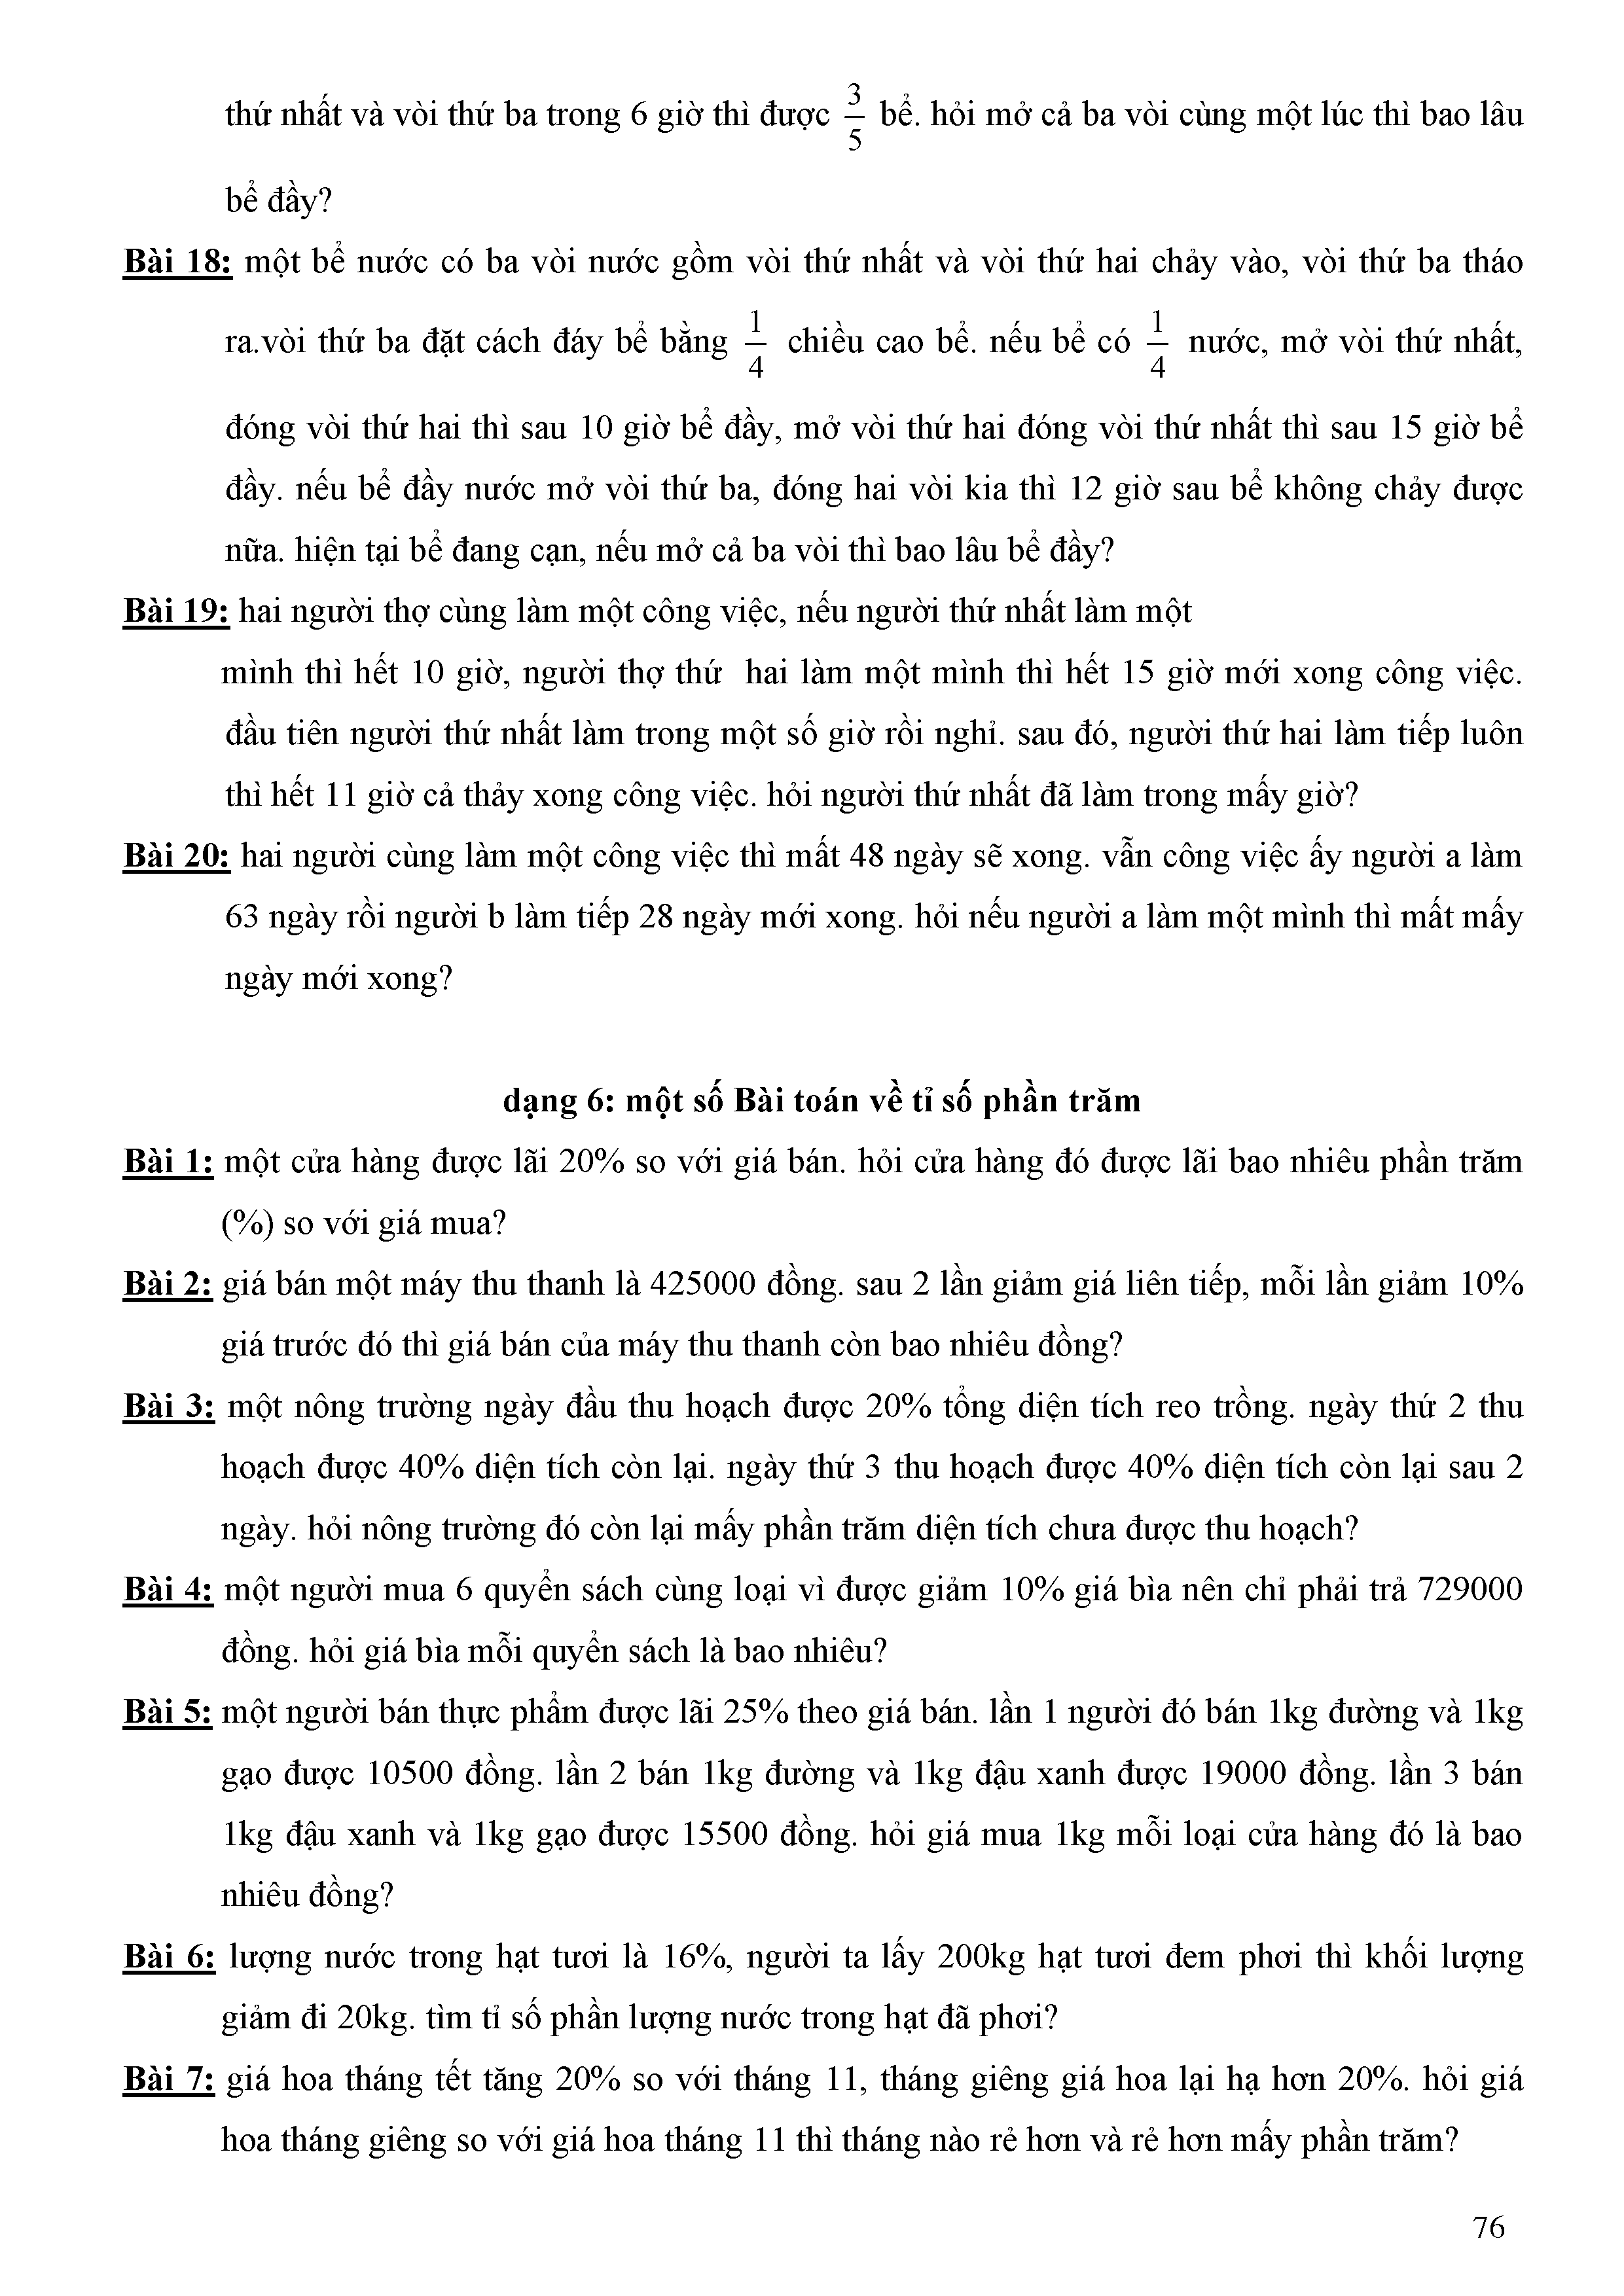 thứ nhất và vòi thứ ba trong 6 giờ thì được 3/5 bể. hỏi mở cả ba vòi cùng một lúc thì bao lâu
bể đầy?
Bài 18: một bể nước có ba vòi nước gồm vòi thứ nhất và vòi thứ hai chảy vào, vòi thứ ba tháo
ra.vòi thứ ba đặt cách đáy bể bằng 1/4 chiều cao bể. nếu bể có 1/4 nước, mở vòi thứ nhất,
đóng vòi thứ hai thì sau 10 giờ bể đầy, mở vòi thứ hai đóng vòi thứ nhất thì sau 15 giờ bể
đầy. nếu bể đầy nước mở vòi thứ ba, đóng hai vòi kia thì 12 giờ sau bể không chảy được
nữa. hiện tại bể đang cạn, nếu mở cả ba vòi thì bao lâu bể đầy?
Bài 19: hai người thợ cùng làm một công việc, nếu người thứ nhất làm một
mình thì hết 10 giờ, người thợ thứ hai làm một mình thì hết 15 giờ mới xong công việc.
đầu tiên người thứ nhất làm trong một số giờ rồi nghỉ. sau đó, người thứ hai làm tiếp luôn
thì hết 11 giờ cả thảy xong công việc. hỏi người thứ nhất đã làm trong mấy giờ?
Bài 20: hai người cùng làm một công việc thì mất 48 ngày sẽ xong. vẫn công việc ấy người a làm
63 ngày rồi người b làm tiếp 28 ngày mới xong. hỏi nếu người a làm một mình thì mất mấy
ngày mới xong?
dạng 6: một số Bài toán về tỉ số phần trăm
Bài 1: một cửa hàng được lãi 20% so với giá bán. hỏi cửa hàng đó được lãi bao nhiêu phần trăm
(%) so với giá mua?
Bài 2: giá bán một máy thu thanh là 425000 đồng. sau 2 lần giảm giá liên tiếp, mỗi lần giảm 10%
giá trước đó thì giá bán của máy thu thanh còn bao nhiêu đồng?
Bài 3: một nông trường ngày đầu thu hoạch được 20% tổng diện tích reo trồng. ngày thứ 2 thu
hoạch được 40% diện tích còn lại. ngày thứ 3 thu hoạch được 40% diện tích còn lại sau 2
ngày. hỏi nông trường đó còn lại mấy phần trăm diện tích chưa được thu hoạch?
Bài 4: một người mua 6 quyển sách cùng loại vì được giảm 10% giá bìa nên chỉ phải trả 729000
đồng. hỏi giá bìa mỗi quyển sách là bao nhiêu?
Bài 5: một người bán thực phẩm được lãi 25% theo giá bán. lần 1 người đó bán 1kg đường và 1kg
gạo được 10500 đồng. lần 2 bán 1kg đường và 1kg đậu xanh được 19000 đồng. lần 3 bán
1kg đậu xanh và 1kg gạo được 15500 đồng. hỏi giá mua 1kg mỗi loại cửa hàng đó là bao
nhiêu đồng?
Bài 6: lượng nước trong hạt tươi là 16%, người ta lấy 200kg hạt tươi đem phơi thì khối lượng
giảm đi 20kg. tìm tỉ số phần lượng nước trong hạt đã phơi?
Bài 7: giá hoa tháng tết tăng 20% so với tháng 11, tháng giêng giá hoa lại hạ hơn 20%. hỏi giá
hoa tháng giêng so với giá hoa tháng 11 thì tháng nào rẻ hơn và rẻ hơn mấy phần trăm?
76